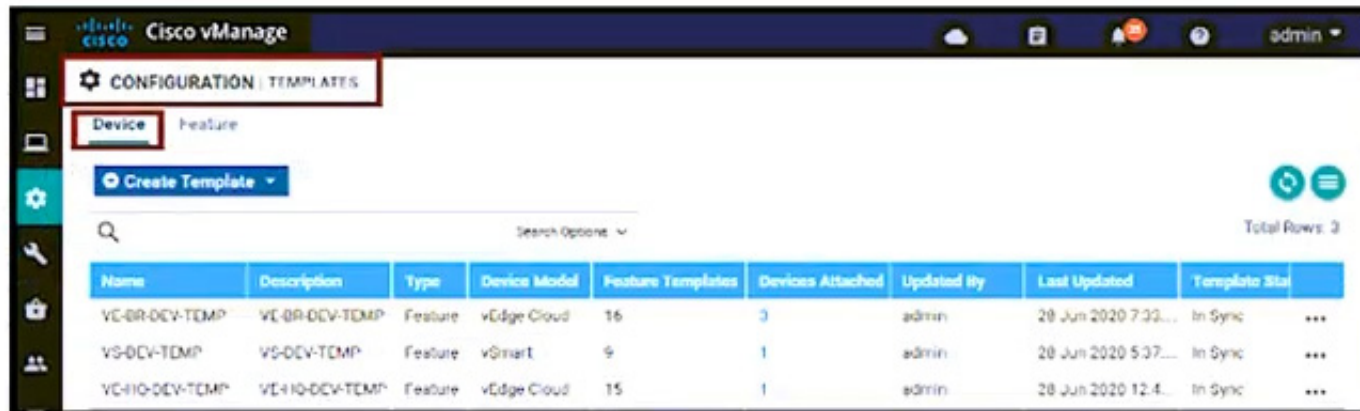 cisco Cisco vManage admin
CONFIGURATION | TEMPLATES
Device Feature
Create Template
Search Options
Total Rows: 3
Name Description Type Device Model Feature Templates Devices Attached Updated By Last Updated Template Stat
VE-BR-DEV-TEMP VE-BR-DEV-TEMP Feature vEdge Cloud 16 3 admin 28 Jun 2020 7:33... In Sync ...
VS-DEV-TEMP VS-DEV-TEMP Feature vSmart 9 1 admin 28 Jun 2020 5:37... In Sync ...
VE-HQ-DEV-TEMP VE-HQ-DEV-TEMP Feature vEdge Cloud 15 1 admin 28 Jun 2020 12:4... In Sync ...